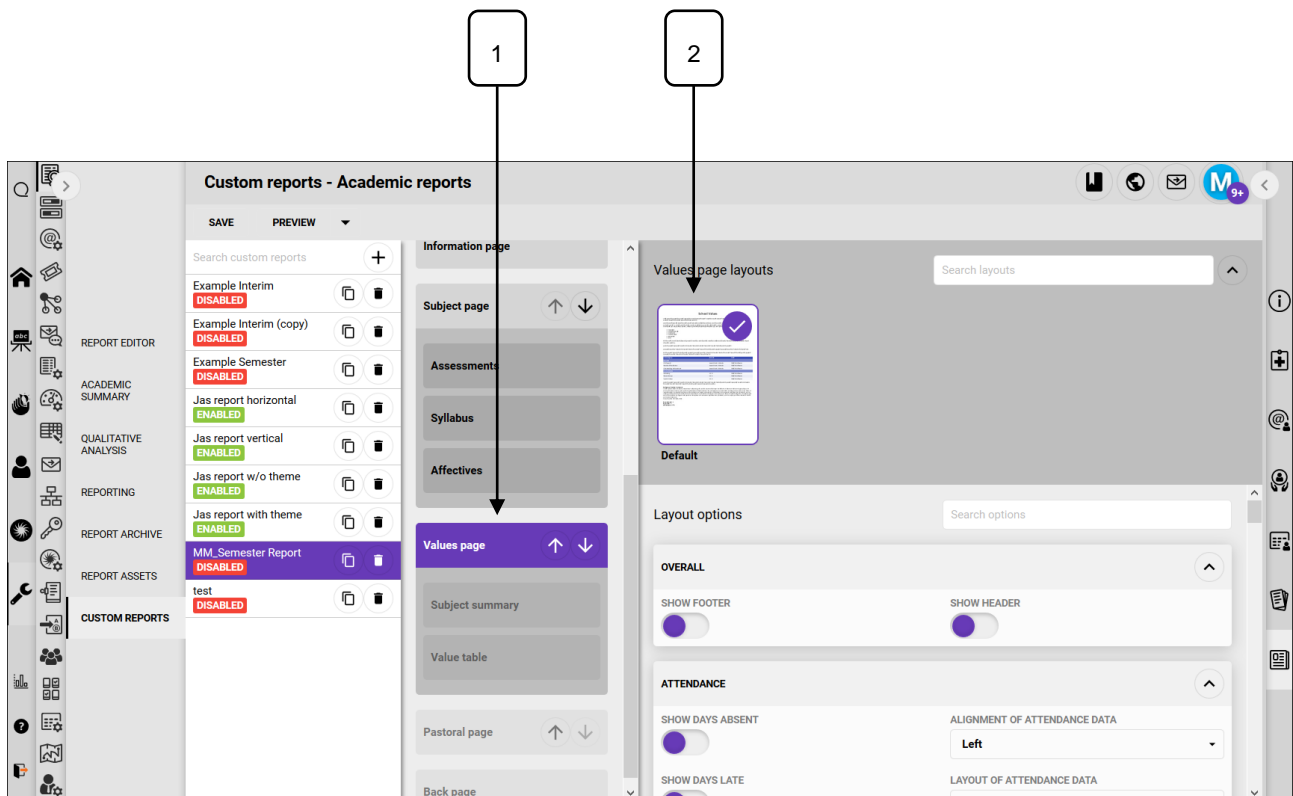 1
2
Custom reports - Academic reports
M
9+
SAVE
PREVIEW
Search custom reports
Example Interim
DISABLED
Example Interim (copy)
DISABLED
Example Semester
DISABLED
Jas report horizontal
ENABLED
Jas report vertical
ENABLED
Jas report w/o theme
ENABLED
Jas report with theme
ENABLED
MM_Semester Report
DISABLED
test
DISABLED
abc
REPORT EDITOR
ACADEMIC
SUMMARY
QUALITATIVE
ANALYSIS
REPORTING
REPORT ARCHIVE
REPORT ASSETS
CUSTOM REPORTS
Information page
Subject page
Assessments
Syllabus
Affectives
Values page
Subject summary
Value table
Pastoral page
Back page
Values page layouts
Search layouts
Default
Layout options
Search options
OVERALL
SHOW FOOTER
SHOW HEADER
ATTENDANCE
SHOW DAYS ABSENT
ALIGNMENT OF ATTENDANCE DATA
Left
SHOW DAYS LATE
LAYOUT OF ATTENDANCE DATA